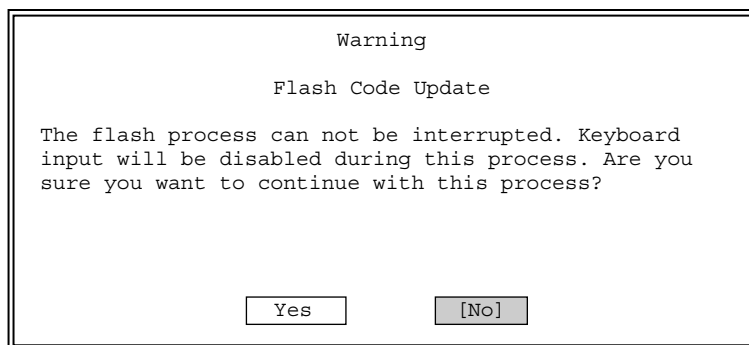 Warning
Flash Code Update
The flash process can not be interrupted. Keyboard
input will be disabled during this process. Are you
sure you want to continue with this process?
Yes [No]